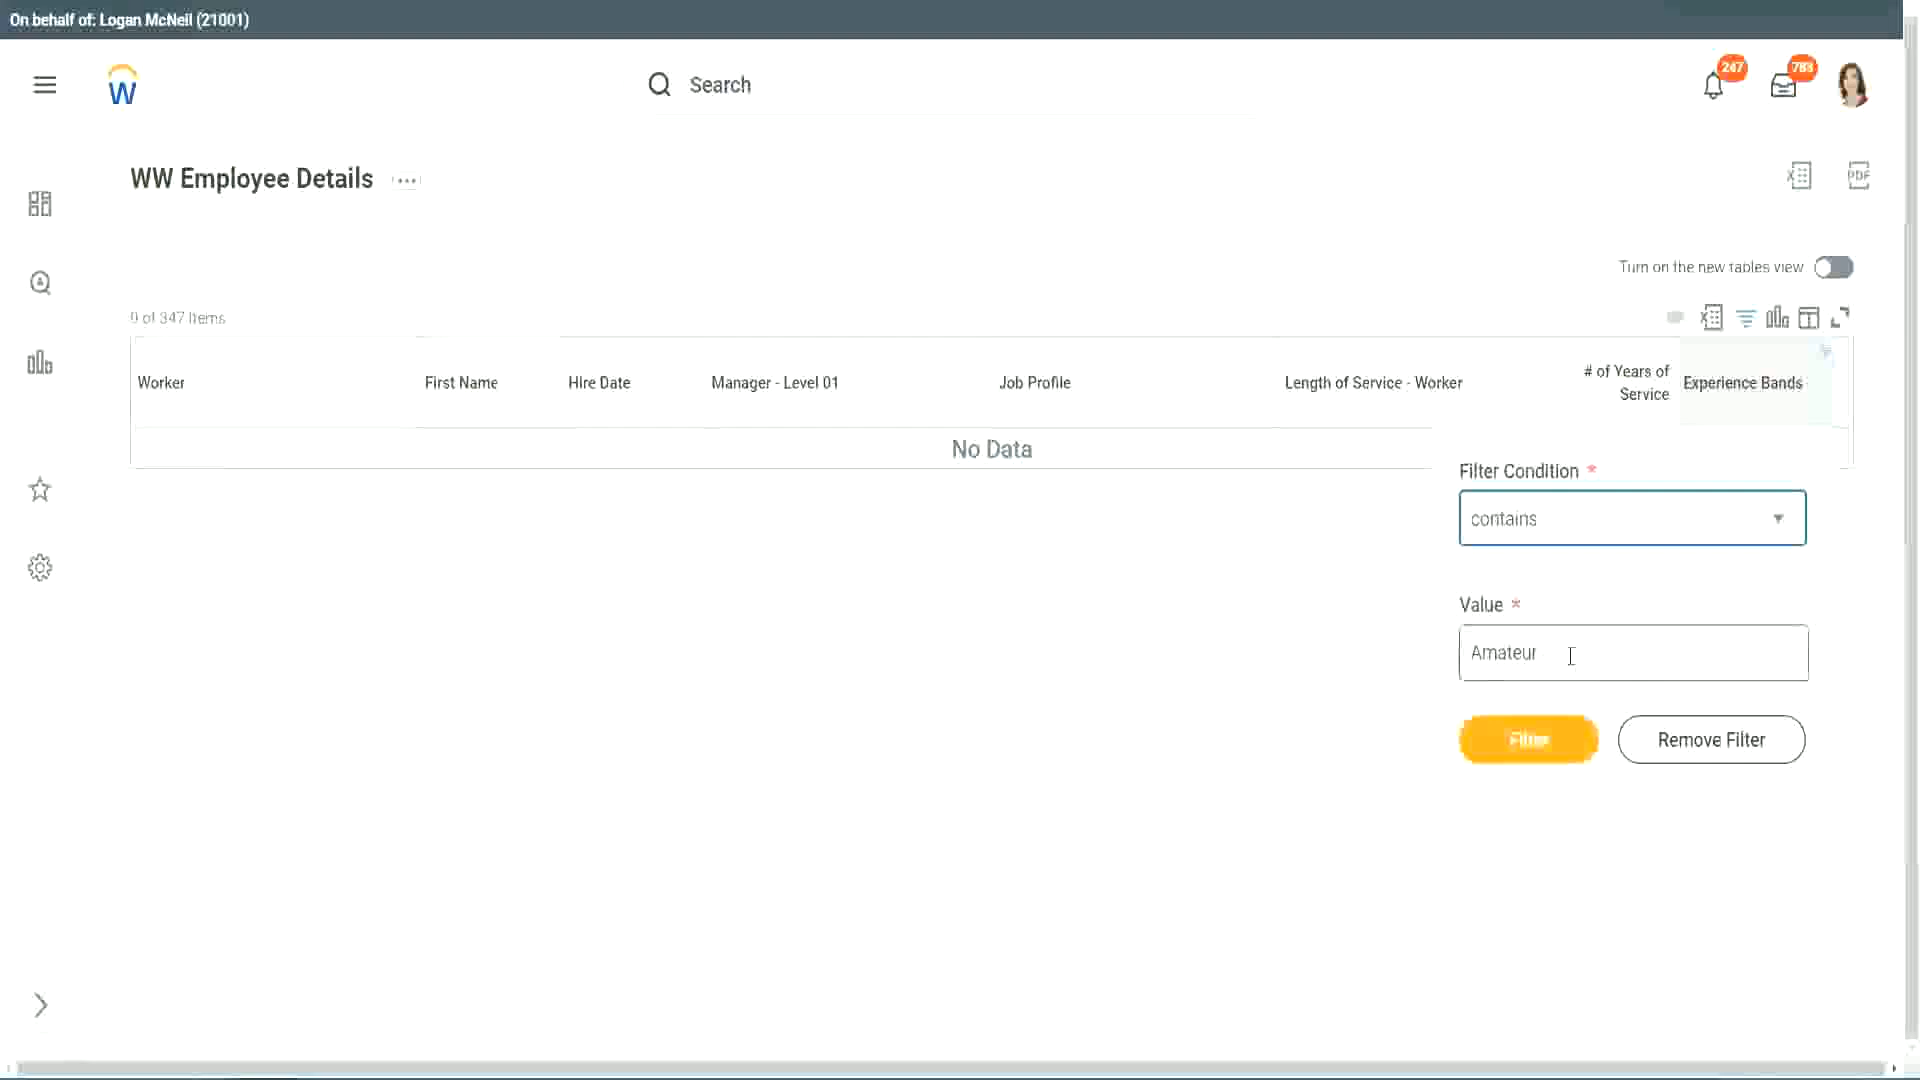 On behalf of: Logan McNeil (21001)
Search
247
783
WW Employee Details
PDF
Turn on the new tables view
0 of 347 Items
Worker
First Name
Hire Date
Manager - Level 01
Job Profile
Length of Service - Worker
# of Years of
Service
Experience Bands
No Data
Filter Condition *
contains
Value *
Amateur
Filter
Remove Filter